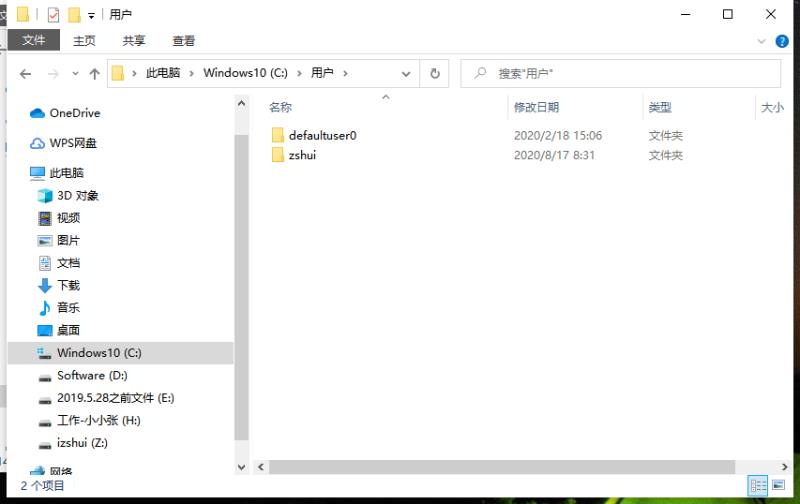 用户
文件 主页 共享 查看
此电脑 Windows10 (C:) 用户 搜索"用户"
名称 修改日期 类型 大小
defaultuser0 2020/2/18 15:06 文件夹
zshui 2020/8/17 8:31 文件夹
OneDrive
WPS网盘
此电脑
3D 对象
视频
图片
文档
下载
音乐
桌面
Windows10 (C:)
Software (D:)
2019.5.28之前文件 (E:)
工作-小小张 (H:)
izshui (Z:)
网络
2 个项目